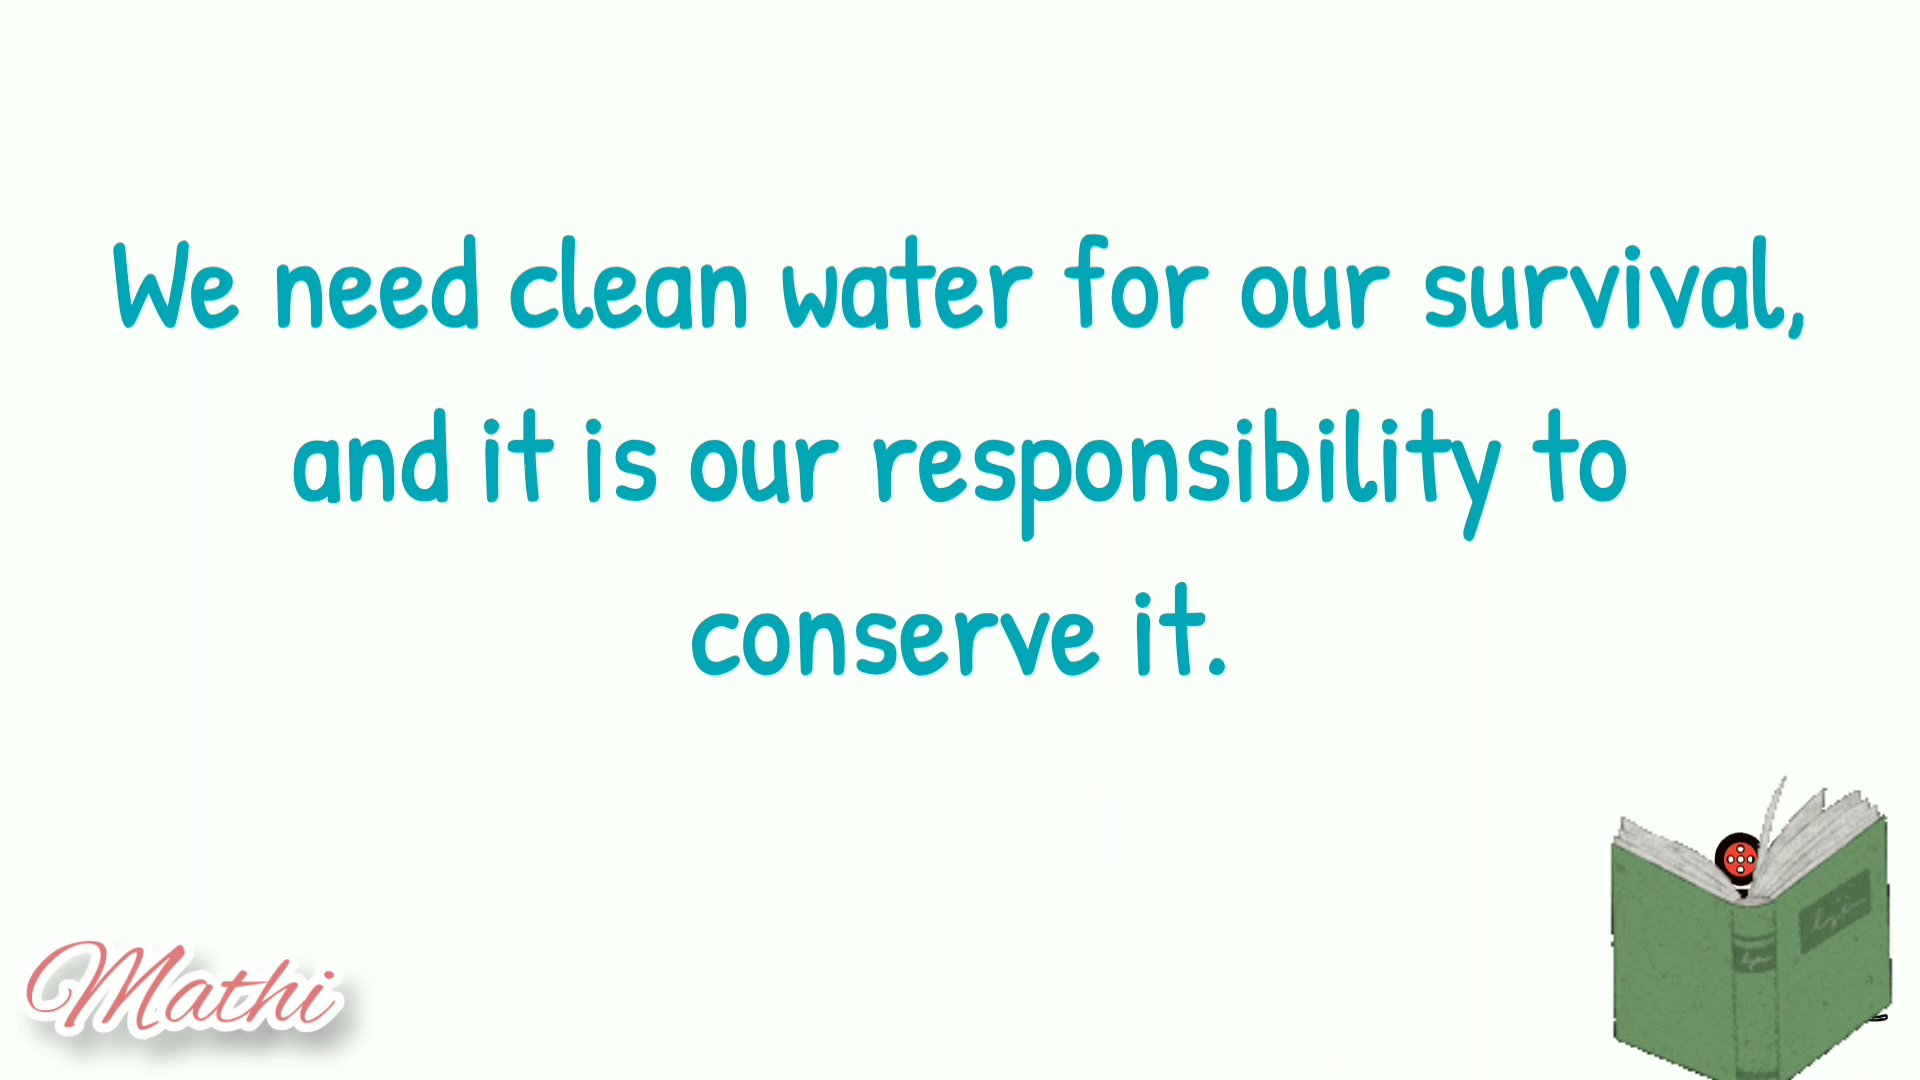 We need clean water for our survival,
and it is our responsibility to
conserve it.
Mathi